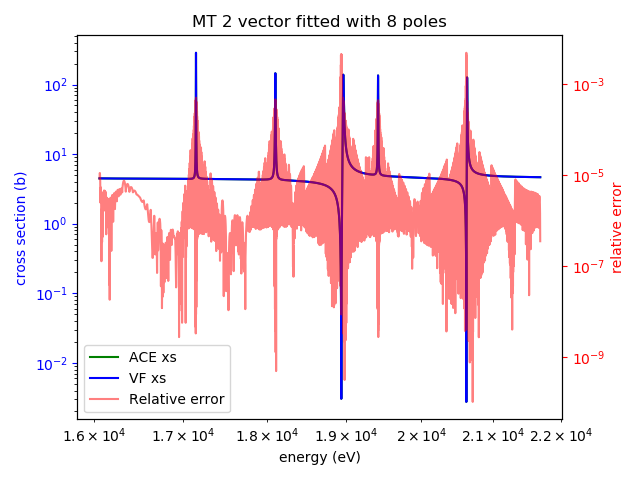 MT 2 vector fitted with 8 poles
10²
10¹
10⁰
10⁻¹
10⁻²
cross section (b)
10⁻³
10⁻⁵
10⁻⁷
10⁻⁹
relative error
ACE xs
VF xs
Relative error
1.6 × 10⁴ 1.7 × 10⁴ 1.8 × 10⁴ 1.9 × 10⁴ 2 × 10⁴ 2.1 × 10⁴ 2.2 × 10⁴
energy (eV)